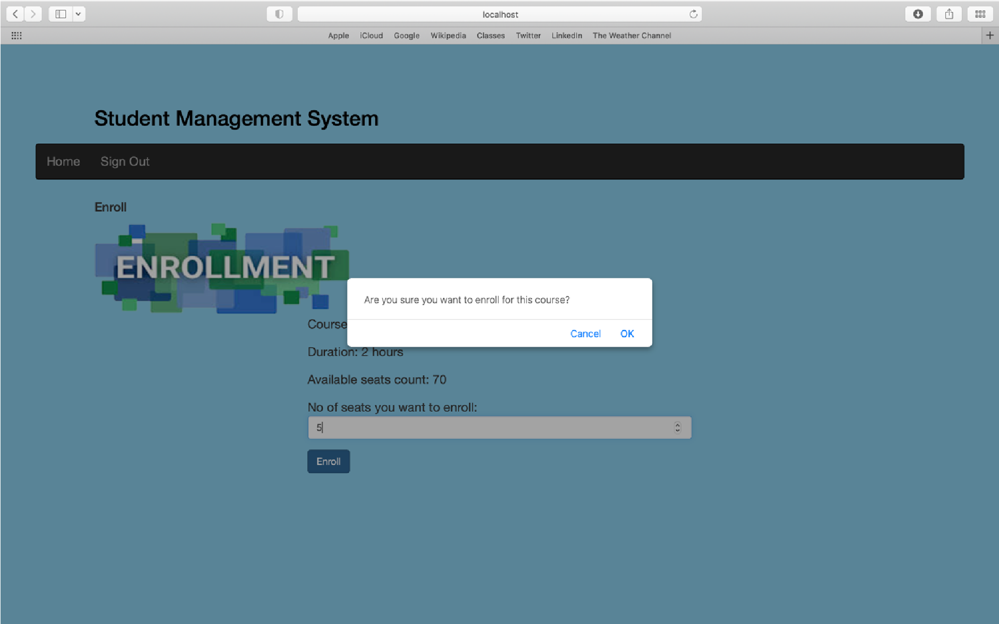 localhost
Apple iCloud Google Wikipedia Classes Twitter LinkedIn The Weather Channel
Student Management System
Home Sign Out
Enroll
ENROLLMENT
Are you sure you want to enroll for this course?
Cancel OK
Course
Duration: 2 hours
Available seats count: 70
No of seats you want to enroll:
5
Enroll